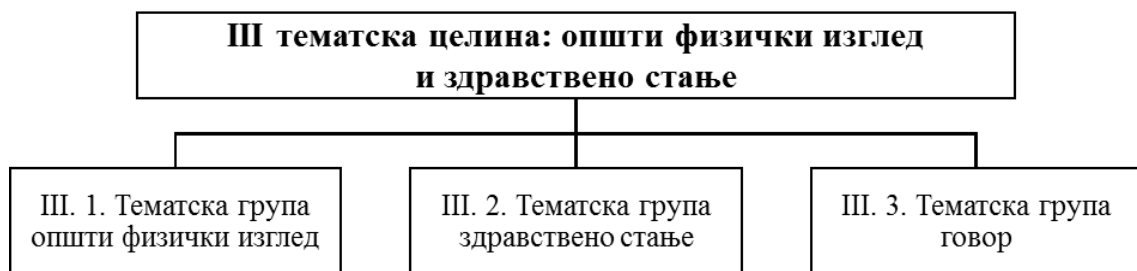 III тематска целина: општи физички изглед
и здравствено стање
III. 1. Тематска група
општи физички изглед
III. 2. Тематска група
здравствено стање
III. 3. Тематска група
говор